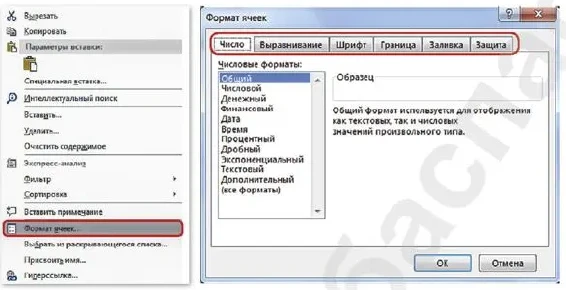 Вырезать
Копировать
Параметры вставки:
Специальная вставка...
Интеллектуальный поиск
Вставить...
Удалить...
Очистить содержимое
Экспресс-анализ
Фильтр
Сортировка
Вставить примечание
Формат ячеек...
Выбрать из раскрывающегося списка...
Присвоить имя...
Гиперссылка...
Формат ячеек
Число Выравнивание Шрифт Граница Заливка Защита
Числовые форматы:
Общий
Числовой
Денежный
Финансовый
Дата
Время
Процентный
Дробный
Экспоненциальный
Текстовый
Дополнительный
(все форматы)
Образец
Общий формат используется для отображения
как текстовых, так и числовых
значений произвольного типа.
ОК Отмена